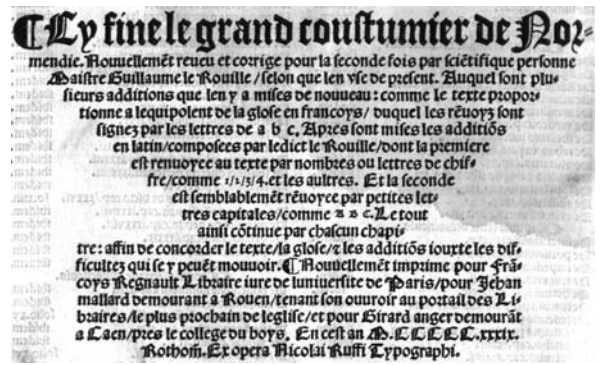 ¶Cy fine le grand coustumier de Nor⸗
mendie. Nouuellemēt reueu et corrige pour la seconde fois par sciētifique personne
Maistre Guillaume le Rouille / selon que len vse de present. Auquel sont plu⸗
sieurs additions que len y a mises de nouueau: comme le texte propor⸗
tionne a lequipolent de la glose en francoys/ duquel les rēuoyz sont
signez par les lettres de a b c, Apres sont mises les additiōs
en latin/composees par ledict le Rouille/dont la premiere
est renuoyee au texte par nombres ou lettres de chif⸗
fre/comme 1/2/3/4. et les aultres. Et la seconde
est semblablemēt rēuoyee par petites let⸗
tres capitales/comme A B C. Le tout
ainsi cōtinue par chascun chapi⸗
tre: affin de concorder le texte/la glose/⁊ les additiōs iouxte les dif⸗
ficultez qui se y peuēt mouuoir. ¶Nouuellemēt imprime pour Frā⸗
coys Regnault Libraire iure de luniuersite de Paris/pour Jehan
mallard demourant a Rouen/tenant son ouuroir au portail des Li⸗
braires/le plus prochain de leglise/et pour Girard anger demourāt
a Caen/pres le college du boys. En cest an M.CCCCC.xxxix.
Rothom. Ex opera Nicolai Ruffi Typographi.